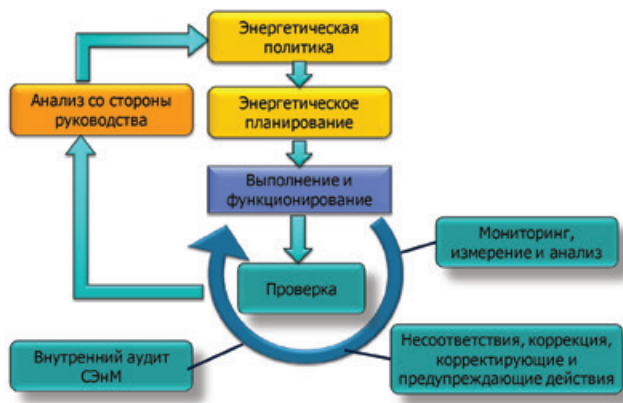 Энергетическая
политика
Анализ со стороны
руководства
Энергетическое
планирование
Выполнение и
функционирование
Мониторинг,
измерение и анализ
Проверка
Внутренний аудит
СЭнМ
Несоответствия, коррекция,
корректирующие и
предупреждающие действия